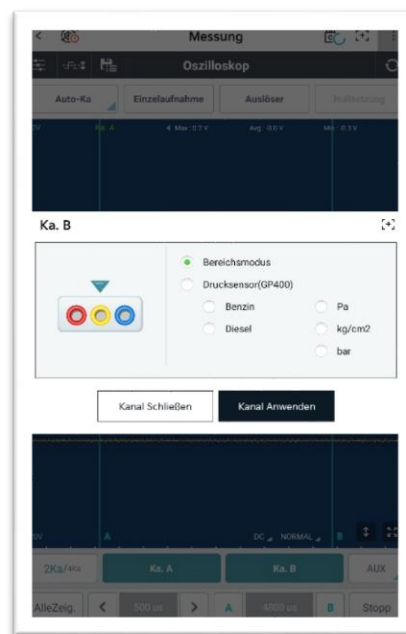 Messung
Oszilloskop
Auto-Ka Einzelaufnahme Auslöser Nullsetzung
Ka. A
Ka. B
Bereichsmodus
Drucksensor(GP400)
Benzin Pa
Diesel kg/cm2
bar
Kanal Schließen Kanal Anwenden
A DC NORMAL B
2Ka/4Ka Ka. A Ka. B AUX
AlleZeig. < 500 us > A 4800 us B Stopp